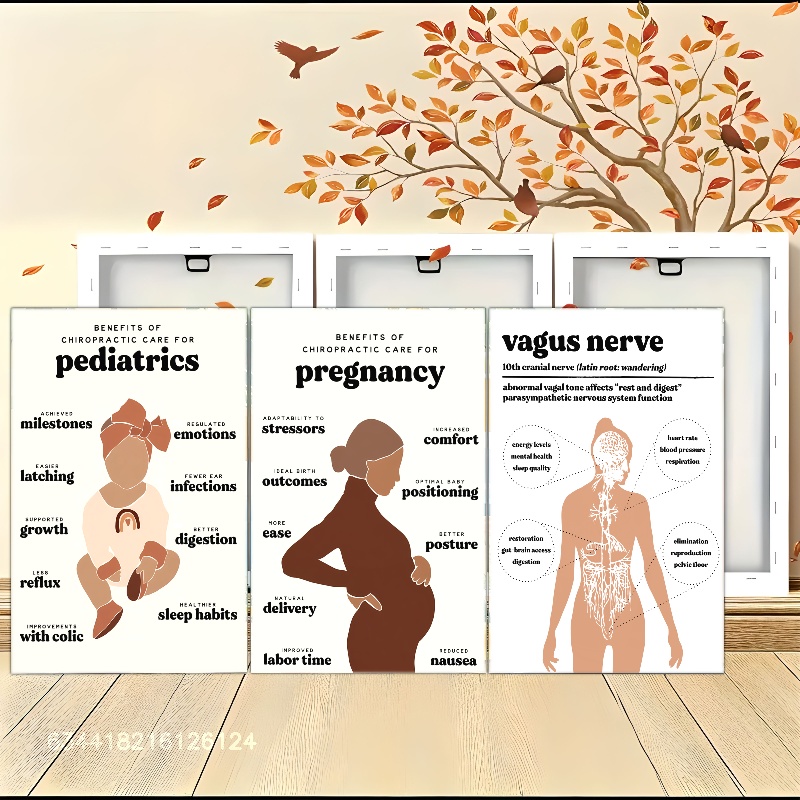 BENEFITS OF
CHIROPRACTIC CARE FOR
pediatrics
ACHIEVED
milestones
REGULATED
emotions
EASIER
latching
FEWER EAR
infections
SUPPORTED
growth
BETTER
digestion
LESS
reflux
HEALTHIER
sleep habits
IMPROVEMENTS
with colic
BENEFITS OF
CHIROPRACTIC CARE FOR
pregnancy
ADAPTABILITY TO
stressors
INCREASED
comfort
IDEAL BIRTH
outcomes
OPTIMAL BABY
positioning
MORE
ease
BETTER
posture
NATURAL
delivery
IMPROVED
labor time
REDUCED
nausea
vagus nerve
10th cranial nerve (latin root: wandering)
abnormal vagal tone affects "rest and digest"
parasympathetic nervous system function
energy levels
mental health
sleep quality
heart rate
blood pressure
respiration
restoration
gut brain access
digestion
elimination
reproduction
pelvic floor